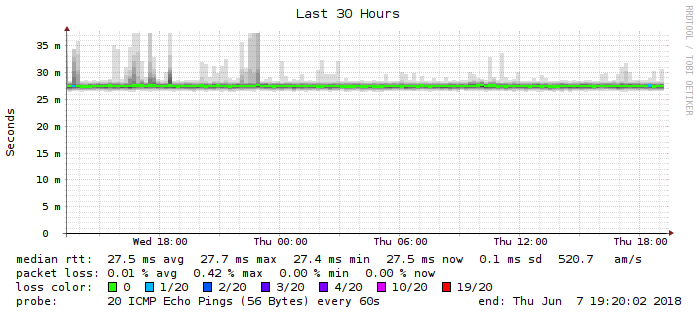 Last 30 Hours
RRDTOOL / TOBI OETIKER
Seconds
35 m
30 m
25 m
20 m
15 m
10 m
5 m
0
Wed 18:00 Thu 00:00 Thu 06:00 Thu 12:00 Thu 18:00
median rtt: 27.5 ms avg 27.7 ms max 27.4 ms min 27.5 ms now 0.1 ms sd 520.7 am/s
packet loss: 0.01 % avg 0.42 % max 0.00 % min 0.00 % now
loss color: 0 1/20 2/20 3/20 4/20 10/20 19/20
probe: 20 ICMP Echo Pings (56 Bytes) every 60s end: Thu Jun 7 19:20:02 2018